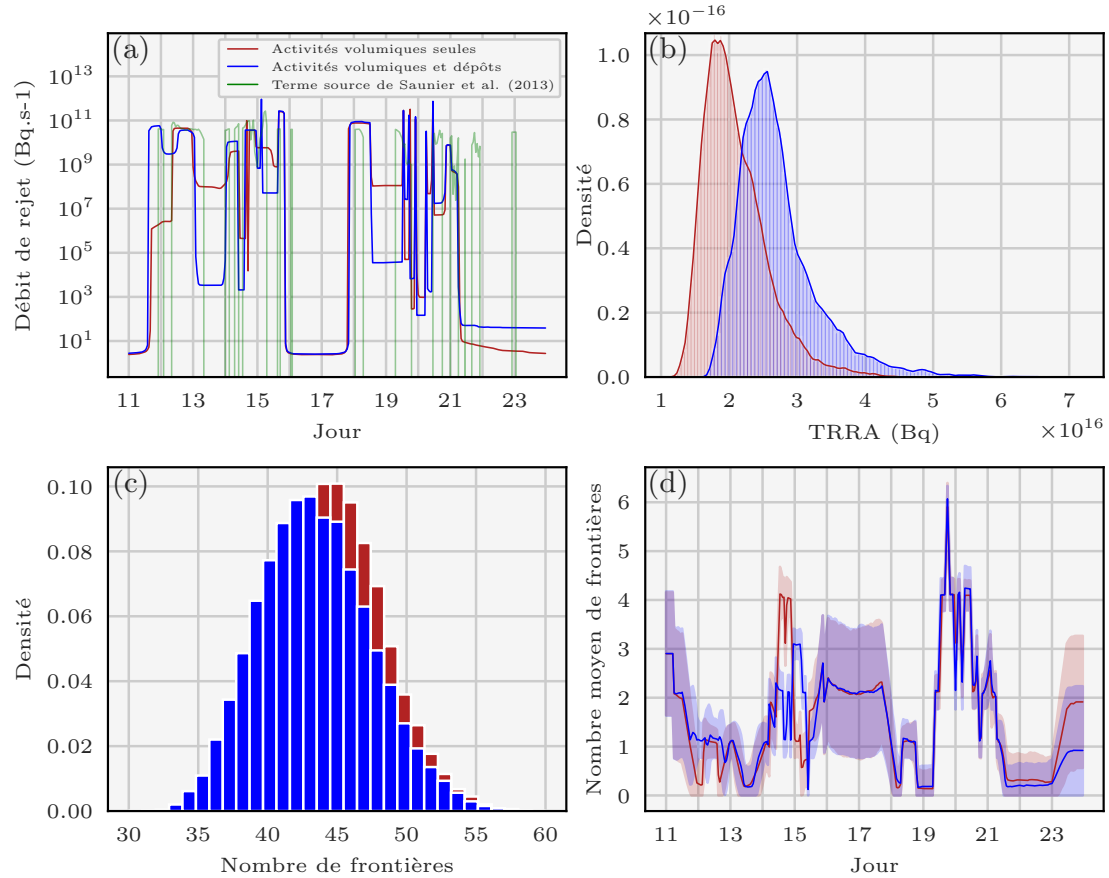 (a)
Activités volumiques seules
Activités volumiques et dépôts
Terme source de Saunier et al. (2013)
Débit de rejet (Bq.s-1)
10^13
10^11
10^9
10^7
10^5
10^3
10^1
11 13 15 17 19 21 23
Jour
×10^−16
(b)
Densité
1.0
0.8
0.6
0.4
0.2
0.0
1 2 3 4 5 6 7
TRRA (Bq)
×10^16
(c)
Densité
0.10
0.08
0.06
0.04
0.02
0.00
30 35 40 45 50 55 60
Nombre de frontières
(d)
Nombre moyen de frontières
6
5
4
3
2
1
0
11 13 15 17 19 21 23
Jour